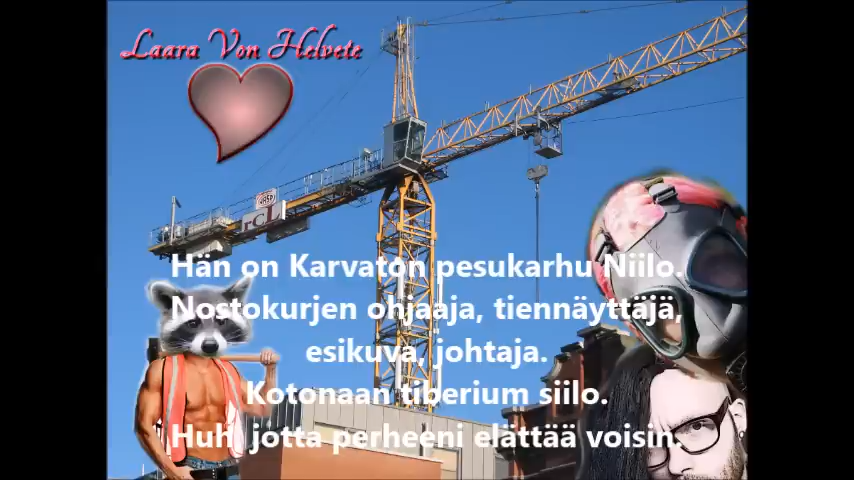 Laara Von Helvete
rcL
Hän on Karvaton pesukarhu Niilo.
Nostokurjen ohjaaja, tiennäyttäjä,
esikuva, johtaja.
Kotonaan tiberium siilo.
Huh, jotta perheeni elättää voisin.